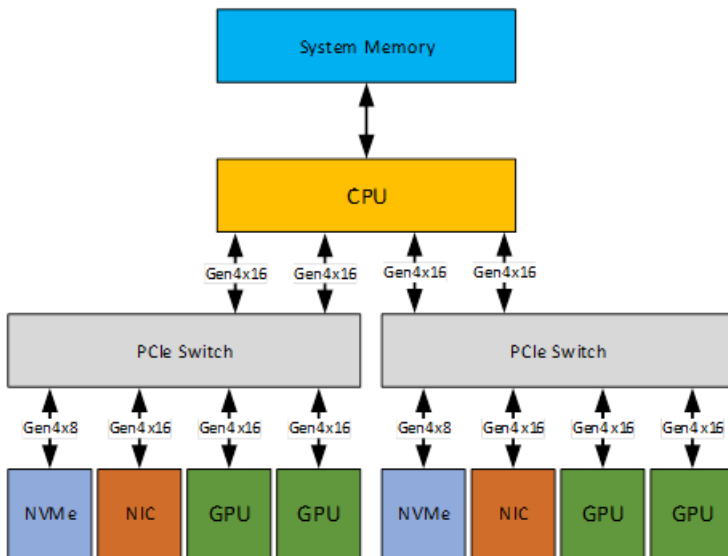 System Memory
CPU
Gen4x16
Gen4x16
Gen4x16
Gen4x16
PCIe Switch
PCIe Switch
Gen4x8
Gen4x16
Gen4x16
Gen4x16
Gen4x8
Gen4x16
Gen4x16
Gen4x16
NVMe
NIC
GPU
GPU
NVMe
NIC
GPU
GPU